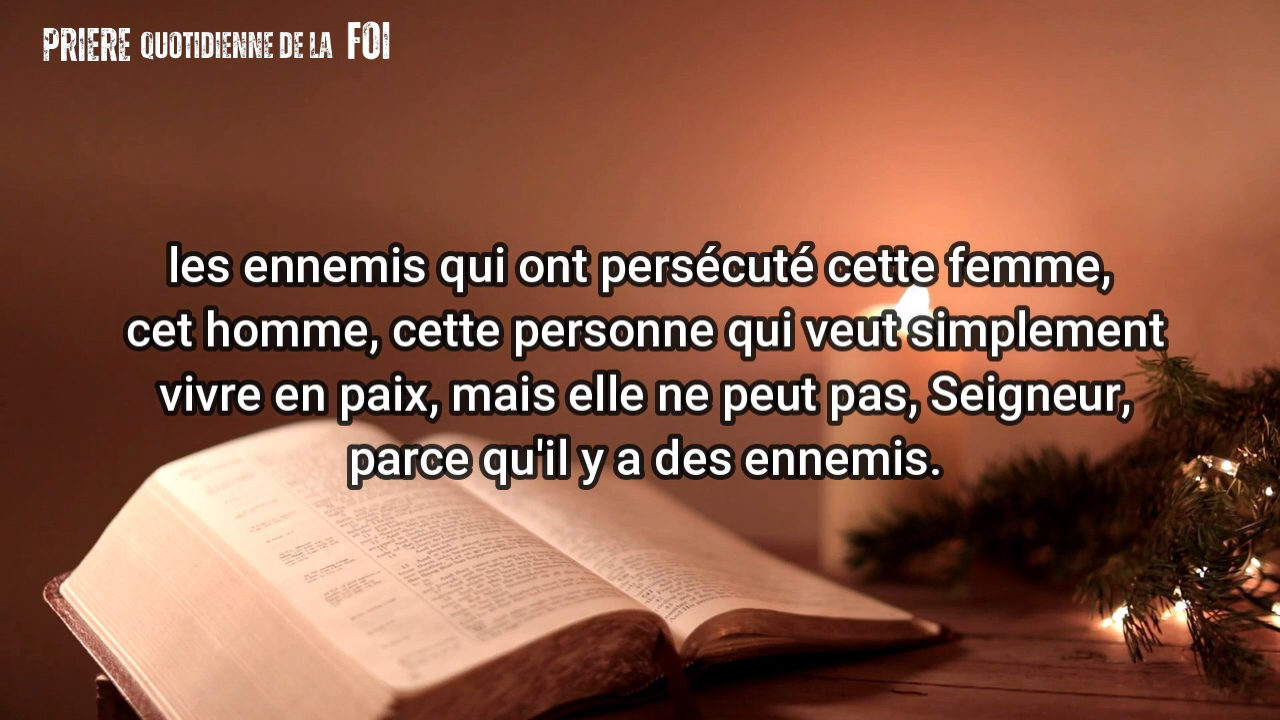 PRIERE QUOTIDIENNE DE LA FOI
les ennemis qui ont persécuté cette femme,
cet homme, cette personne qui veut simplement
vivre en paix, mais elle ne peut pas, Seigneur,
parce qu'il y a des ennemis.